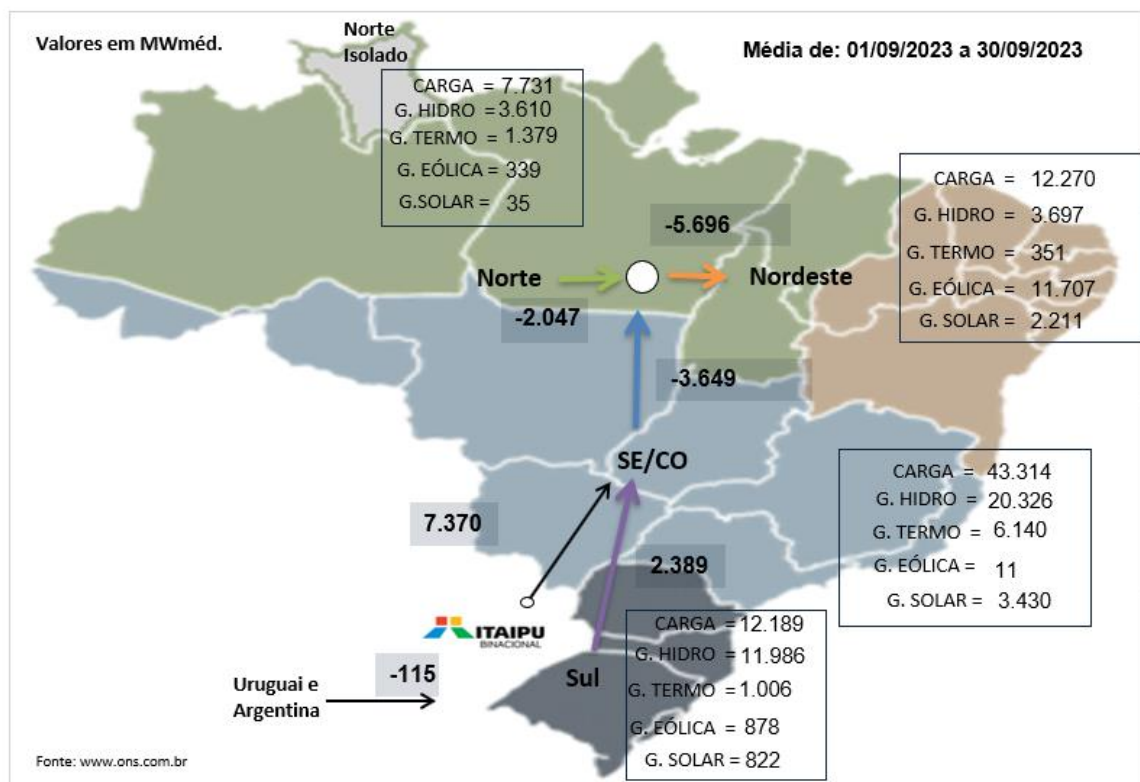 Valores em MWméd.
Norte
Isolado
Média de: 01/09/2023 a 30/09/2023
CARGA = 7.731
G. HIDRO =3.610
G. TERMO = 1.379
G. EÓLICA = 339
G.SOLAR = 35
CARGA = 12.270
G. HIDRO = 3.697
G. TERMO = 351
G. EÓLICA = 11.707
G. SOLAR = 2.211
-5.696
Norte
Nordeste
-2.047
-3.649
SE/CO
CARGA = 43.314
G. HIDRO = 20.326
G. TERMO = 6.140
G. EÓLICA = 11
G. SOLAR = 3.430
7.370
2.389
ITAIPU
BINACIONAL
CARGA =12.189
G. HIDRO =11.986
G. TERMO =1.006
G. EÓLICA = 878
G. SOLAR = 822
-115
Sul
Uruguai e
Argentina
Fonte: www.ons.com.br